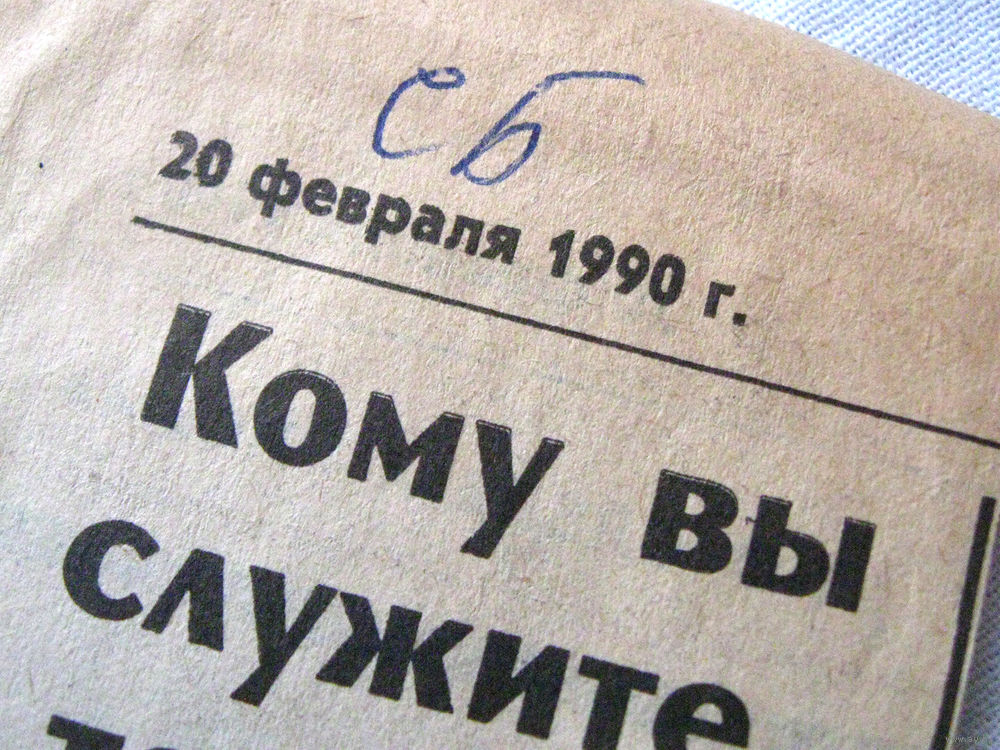 СБ
20 февраля 1990 г.
Кому вы
служите